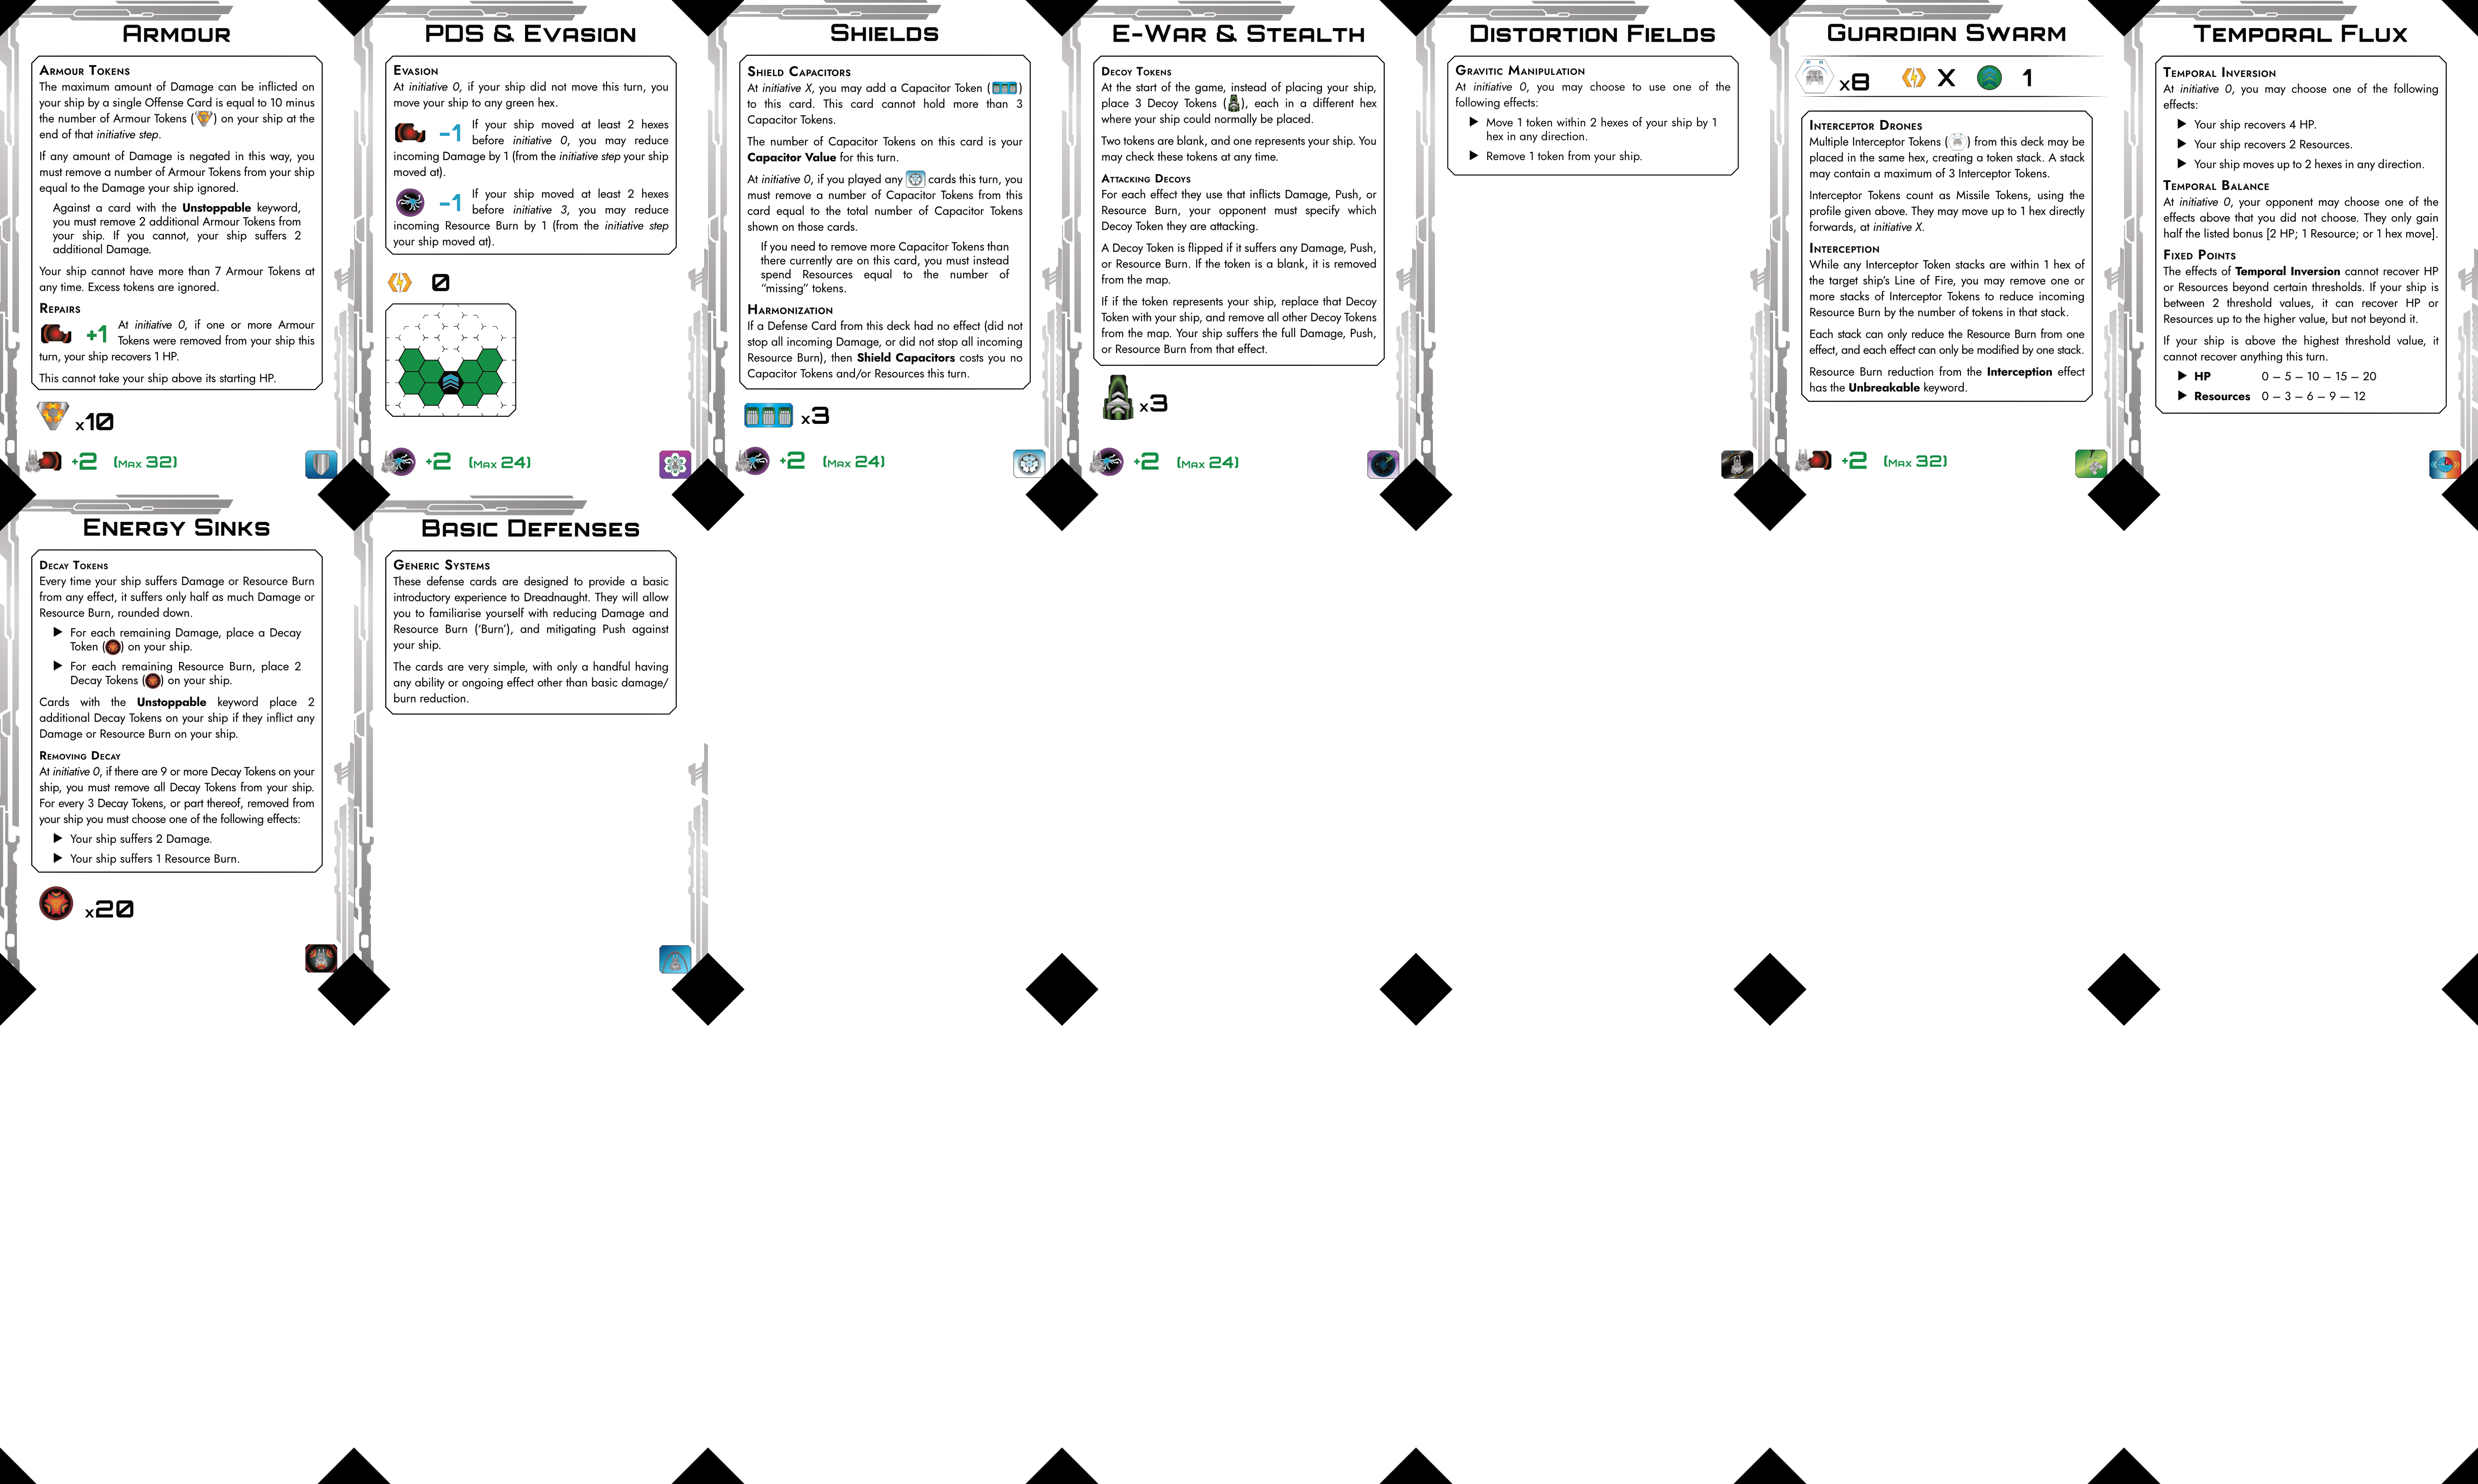 Armour
Armour Tokens
The maximum amount of Damage can be inflicted on
your ship by a single Offense Card is equal to 10 minus
the number of Armour Tokens ( ) on your ship at the
end of that initiative step.
If any amount of Damage is negated in this way, you
must remove a number of Armour Tokens from your ship
equal to the Damage your ship ignored.
Against a card with the Unstoppable keyword,
you must remove 2 additional Armour Tokens from
your ship. If you cannot, your ship suffers 2
additional Damage.
Your ship cannot have more than 7 Armour Tokens at
any time. Excess tokens are ignored.
Repairs
+1 At initiative 0, if one or more Armour
Tokens were removed from your ship this
turn, your ship recovers 1 HP.
This cannot take your ship above its starting HP.
x10
+2 (Max 32)
PDS & Evasion
Evasion
At initiative 0, if your ship did not move this turn, you
move your ship to any green hex.
-1 If your ship moved at least 2 hexes
before initiative 0, you may reduce
incoming Damage by 1 (from the initiative step your ship
moved at).
-1 If your ship moved at least 2 hexes
before initiative 3, you may reduce
incoming Resource Burn by 1 (from the initiative step
your ship moved at).
0
+2 (Max 24)
Shields
Shield Capacitors
At initiative X, you may add a Capacitor Token ( )
to this card. This card cannot hold more than 3
Capacitor Tokens.
The number of Capacitor Tokens on this card is your
Capacitor Value for this turn.
At initiative 0, if you played any cards this turn, you
must remove a number of Capacitor Tokens from this
card equal to the total number of Capacitor Tokens
shown on those cards.
If you need to remove more Capacitor Tokens than
there currently are on this card, you must instead
spend Resources equal to the number of
“missing” tokens.
Harmonization
If a Defense Card from this deck had no effect (did not
stop all incoming Damage, or did not stop all incoming
Resource Burn), then Shield Capacitors costs you no
Capacitor Tokens and/or Resources this turn.
x3
+2 (Max 24)
E-War & Stealth
Decoy Tokens
At the start of the game, instead of placing your ship,
place 3 Decoy Tokens ( ), each in a different hex
where your ship could normally be placed.
Two tokens are blank, and one represents your ship. You
may check these tokens at any time.
Attacking Decoys
For each effect they use that inflicts Damage, Push, or
Resource Burn, your opponent must specify which
Decoy Token they are attacking.
A Decoy Token is flipped if it suffers any Damage, Push,
or Resource Burn. If the token is a blank, it is removed
from the map.
If if the token represents your ship, replace that Decoy
Token with your ship, and remove all other Decoy Tokens
from the map. Your ship suffers the full Damage, Push,
or Resource Burn from that effect.
x3
+2 (Max 24)
Distortion Fields
Gravitic Manipulation
At initiative 0, you may choose to use one of the
following effects:
▶ Move 1 token within 2 hexes of your ship by 1
hex in any direction.
▶ Remove 1 token from your ship.
Guardian Swarm
x8 X 1
Interceptor Drones
Multiple Interceptor Tokens ( ) from this deck may be
placed in the same hex, creating a token stack. A stack
may contain a maximum of 3 Interceptor Tokens.
Interceptor Tokens count as Missile Tokens, using the
profile given above. They may move up to 1 hex directly
forwards, at initiative X.
Interception
While any Interceptor Token stacks are within 1 hex of
the target ship’s Line of Fire, you may remove one or
more stacks of Interceptor Tokens to reduce incoming
Resource Burn by the number of tokens in that stack.
Each stack can only reduce the Resource Burn from one
effect, and each effect can only be modified by one stack.
Resource Burn reduction from the Interception effect
has the Unbreakable keyword.
+2 (Max 32)
Temporal Flux
Temporal Inversion
At initiative 0, you may choose one of the following
effects:
▶ Your ship recovers 4 HP.
▶ Your ship recovers 2 Resources.
▶ Your ship moves up to 2 hexes in any direction.
Temporal Balance
At initiative 0, your opponent may choose one of the
effects above that you did not choose. They only gain
half the listed bonus [2 HP; 1 Resource; or 1 hex move].
Fixed Points
The effects of Temporal Inversion cannot recover HP
or Resources beyond certain thresholds. If your ship is
between 2 threshold values, it can recover HP or
Resources up to the higher value, but not beyond it.
If your ship is above the highest threshold value, it
cannot recover anything this turn.
▶ HP 0 – 5 – 10 – 15 – 20
▶ Resources 0 – 3 – 6 – 9 – 12
Energy Sinks
Decay Tokens
Every time your ship suffers Damage or Resource Burn
from any effect, it suffers only half as much Damage or
Resource Burn, rounded down.
▶ For each remaining Damage, place a Decay
Token ( ) on your ship.
▶ For each remaining Resource Burn, place 2
Decay Tokens ( ) on your ship.
Cards with the Unstoppable keyword place 2
additional Decay Tokens on your ship if they inflict any
Damage or Resource Burn on your ship.
Removing Decay
At initiative 0, if there are 9 or more Decay Tokens on your
ship, you must remove all Decay Tokens from your ship.
For every 3 Decay Tokens, or part thereof, removed from
your ship you must choose one of the following effects:
▶ Your ship suffers 2 Damage.
▶ Your ship suffers 1 Resource Burn.
x20
Basic Defenses
Generic Systems
These defense cards are designed to provide a basic
introductory experience to Dreadnaught. They will allow
you to familiarise yourself with reducing Damage and
Resource Burn (‘Burn’), and mitigating Push against
your ship.
The cards are very simple, with only a handful having
any ability or ongoing effect other than basic damage/
burn reduction.